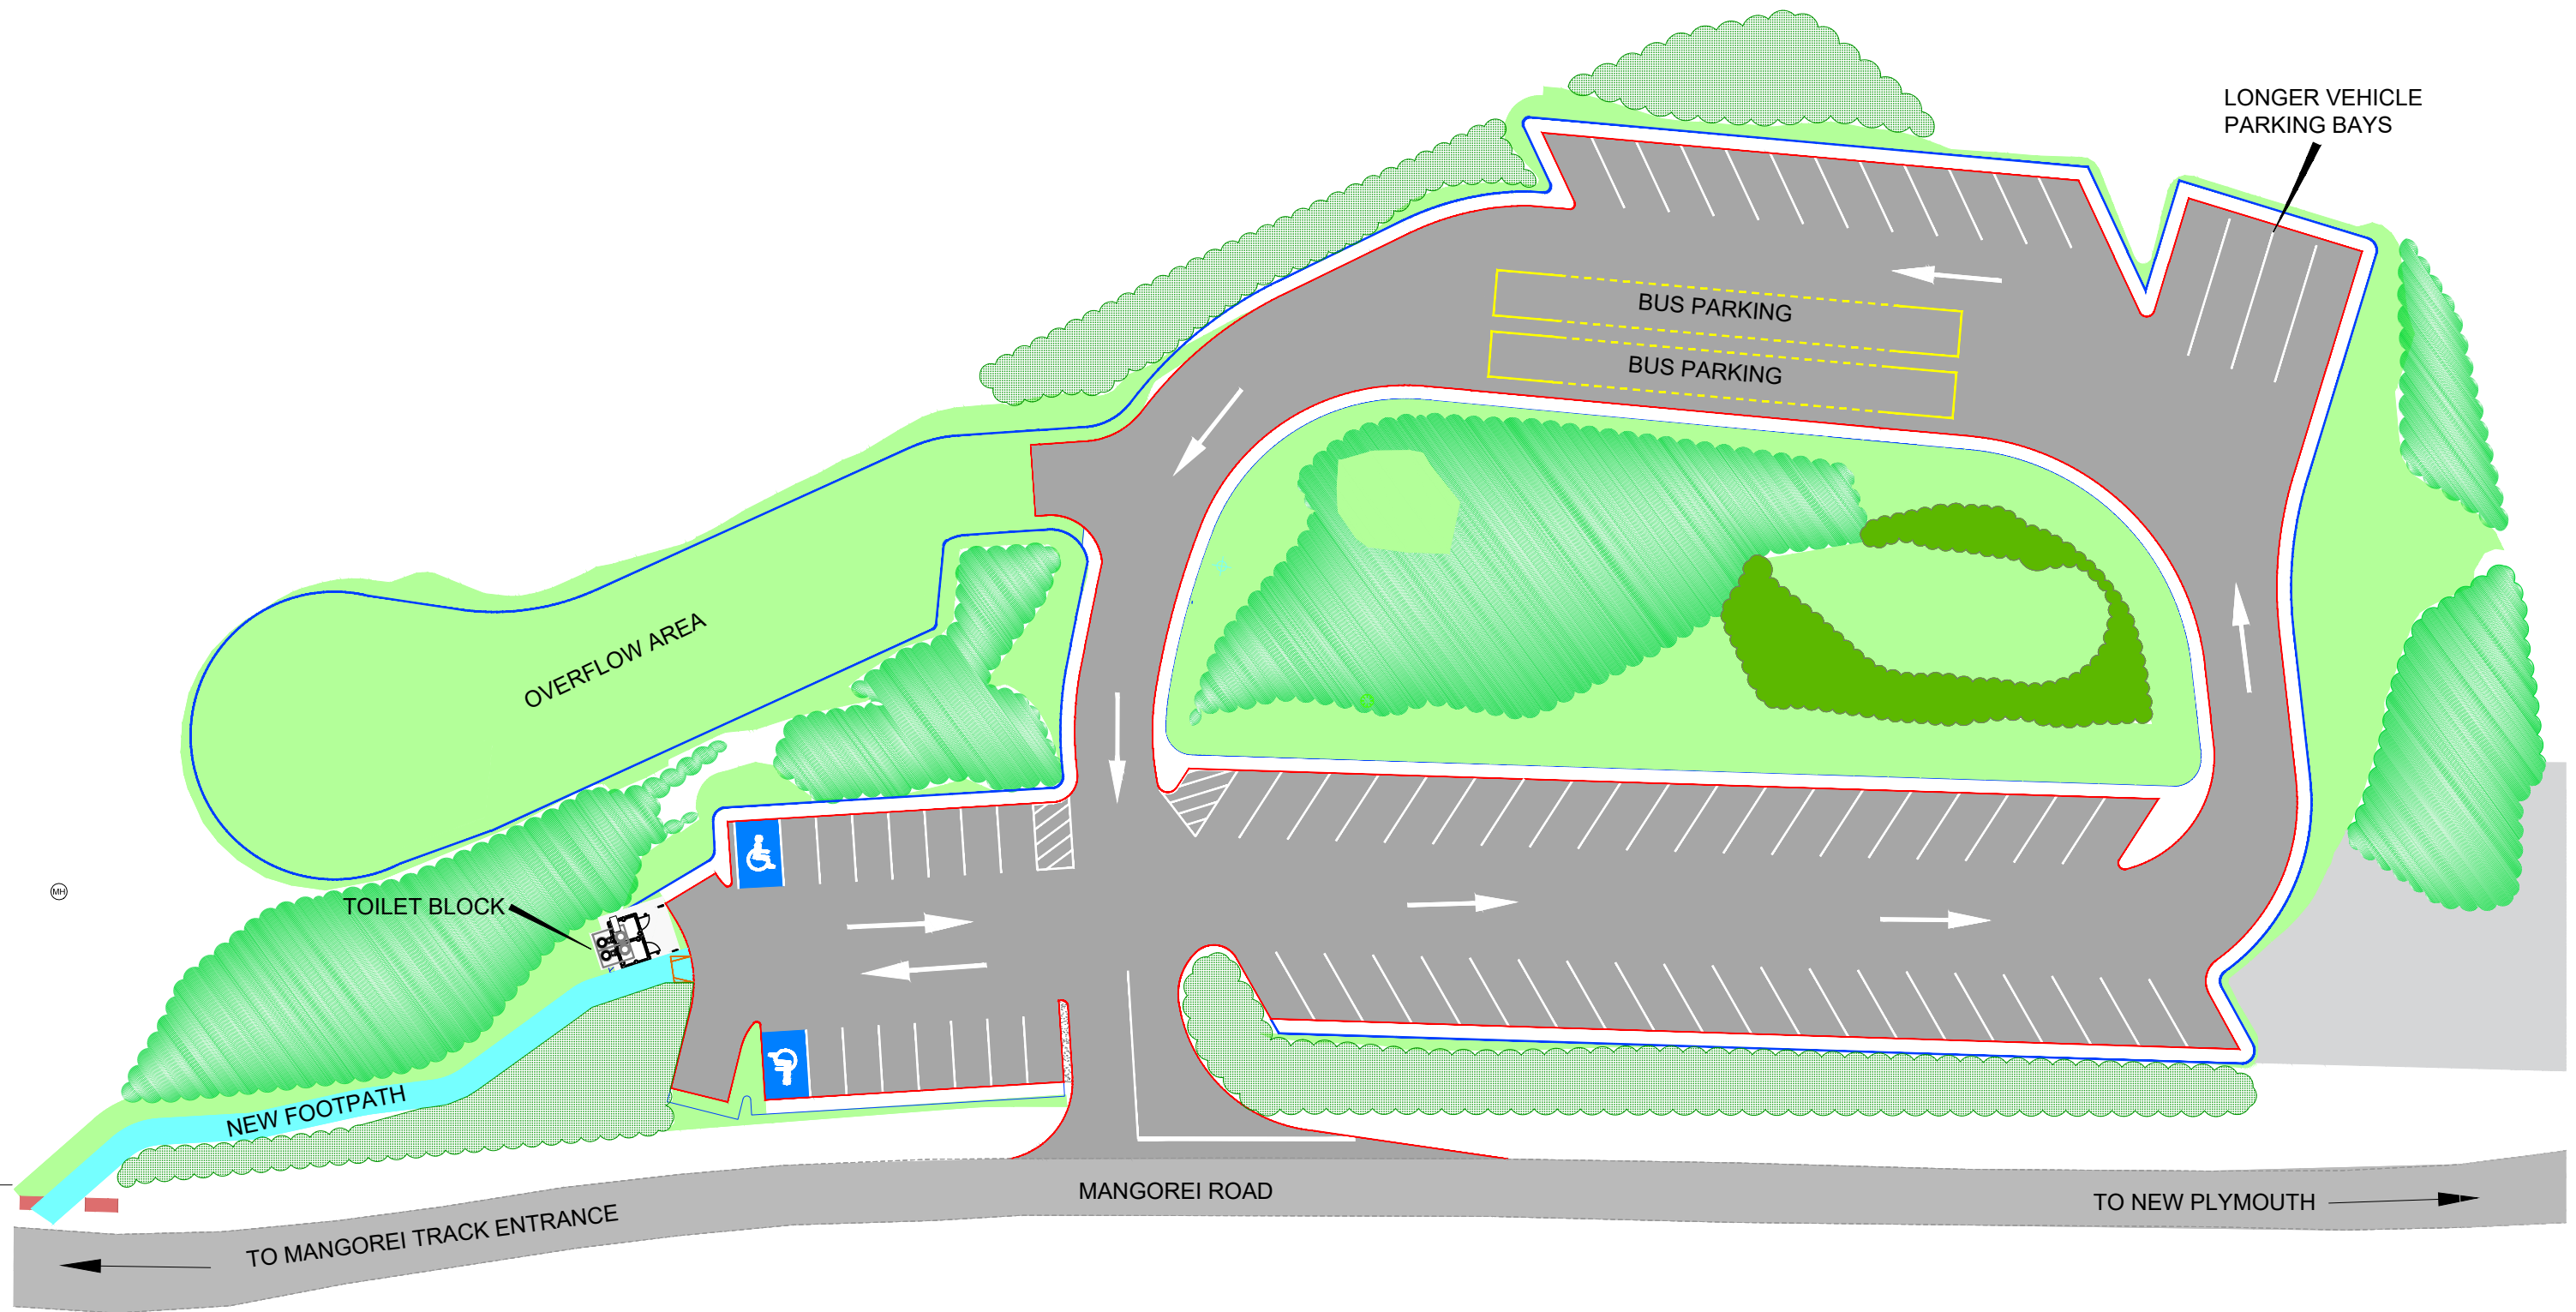 LONGER VEHICLE
PARKING BAYS
BUS PARKING
BUS PARKING
OVERFLOW AREA
MH
TOILET BLOCK
NEW FOOTPATH
MANGOREI ROAD
TO NEW PLYMOUTH
TO MANGOREI TRACK ENTRANCE